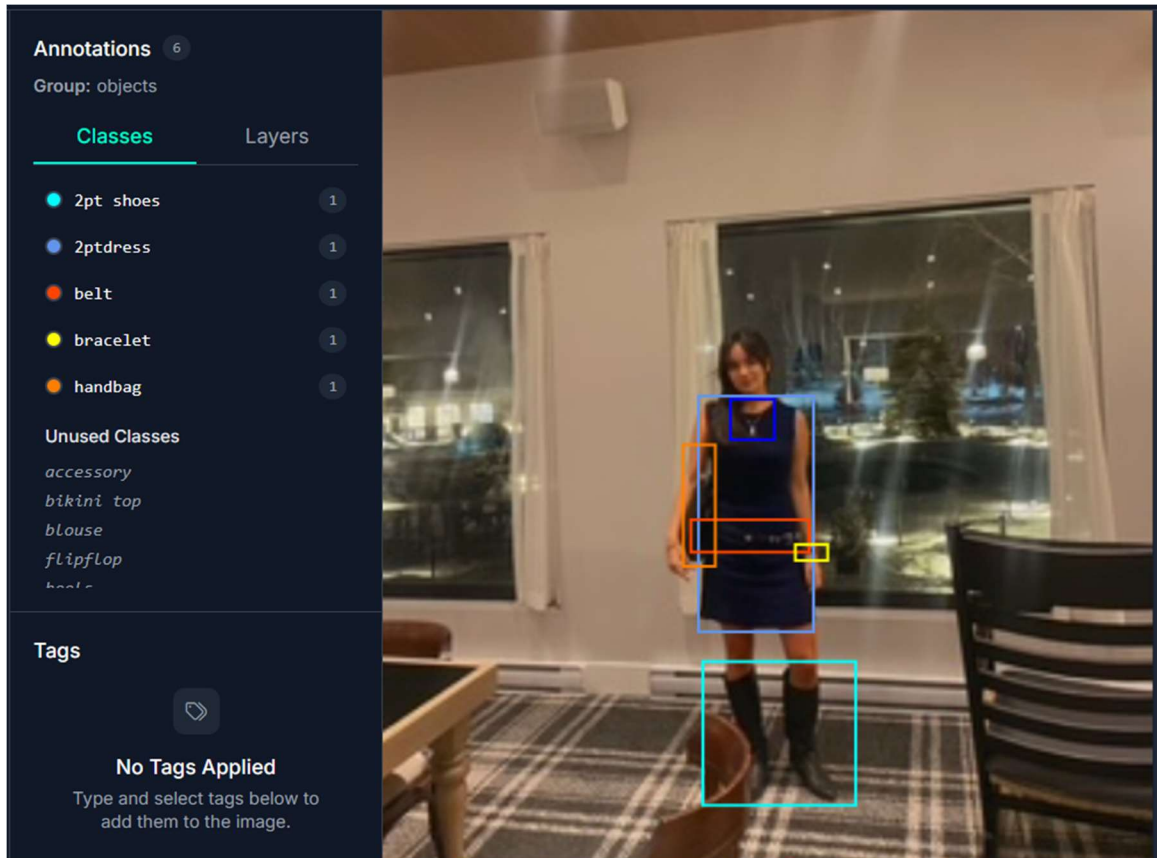 Annotations 6
Group: objects
Classes Layers
2pt shoes 1
2ptdress 1
belt 1
bracelet 1
handbag 1
Unused Classes
accessory
bikini top
blouse
flipflop
Tags
No Tags Applied
Type and select tags below to
add them to the image.